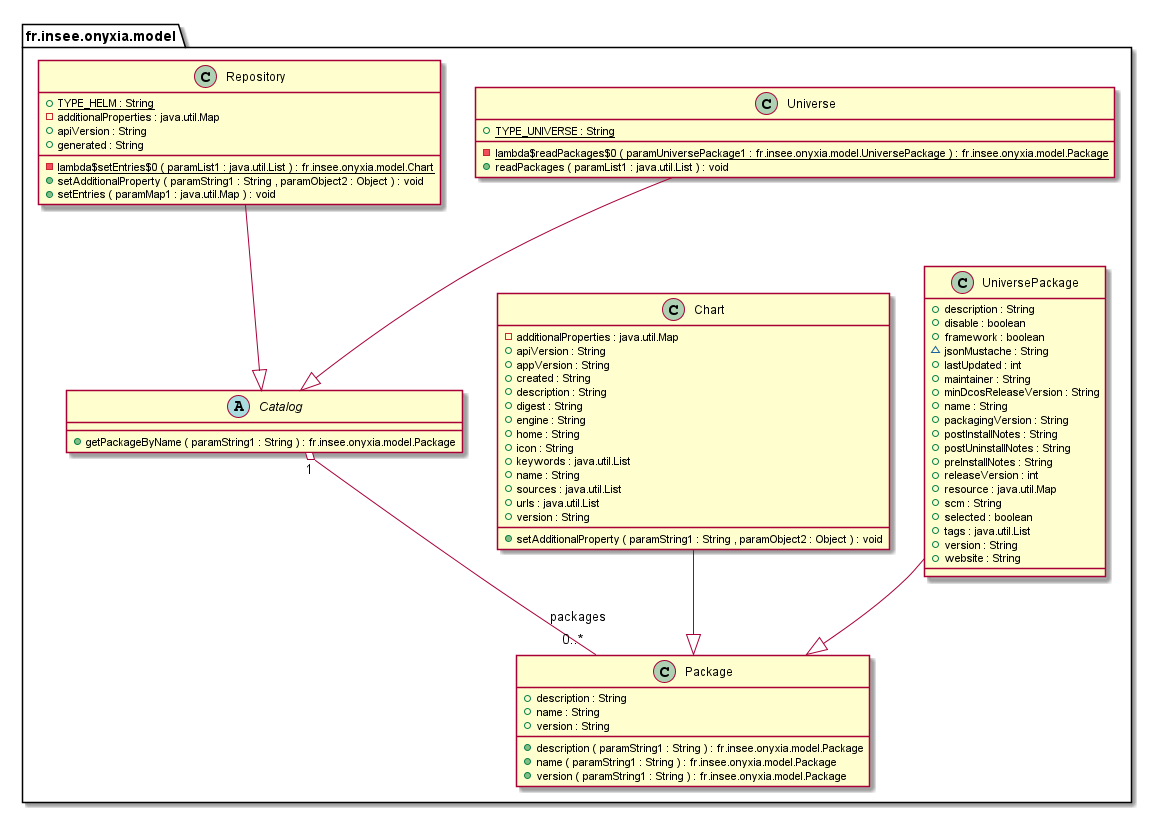 fr.insee.onyxia.model
C Repository
TYPE_HELM : String
additionalProperties : java.util.Map
apiVersion : String
generated : String
lambda$setEntries$0 ( paramList1 : java.util.List ) : fr.insee.onyxia.model.Chart
setAdditionalProperty ( paramString1 : String , paramObject2 : Object ) : void
setEntries ( paramMap1 : java.util.Map ) : void
C Universe
TYPE_UNIVERSE : String
lambda$readPackages$0 ( paramUniversePackage1 : fr.insee.onyxia.model.UniversePackage ) : fr.insee.onyxia.model.Package
readPackages ( paramList1 : java.util.List ) : void
A Catalog
getPackageByName ( paramString1 : String ) : fr.insee.onyxia.model.Package
1
C Chart
additionalProperties : java.util.Map
apiVersion : String
appVersion : String
created : String
description : String
digest : String
engine : String
home : String
icon : String
keywords : java.util.List
name : String
sources : java.util.List
urls : java.util.List
version : String
setAdditionalProperty ( paramString1 : String , paramObject2 : Object ) : void
C UniversePackage
description : String
disable : boolean
framework : boolean
jsonMustache : String
lastUpdated : int
maintainer : String
minDcosReleaseVersion : String
name : String
packagingVersion : String
postInstallNotes : String
postUninstallNotes : String
preInstallNotes : String
releaseVersion : int
resource : java.util.Map
scm : String
selected : boolean
tags : java.util.List
version : String
website : String
packages
0..*
C Package
description : String
name : String
version : String
description ( paramString1 : String ) : fr.insee.onyxia.model.Package
name ( paramString1 : String ) : fr.insee.onyxia.model.Package
version ( paramString1 : String ) : fr.insee.onyxia.model.Package